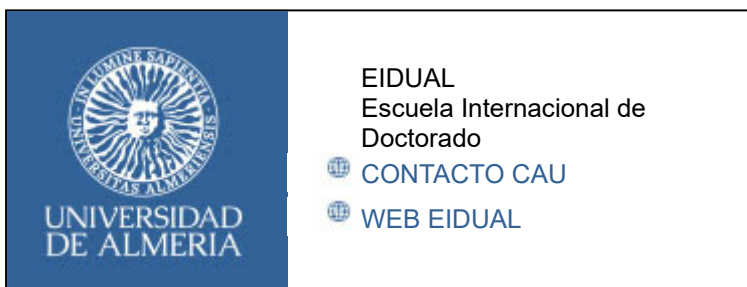 IN LUMINE SAPIENTIA
UNIVERSITAS ALMERIENSIS
UNIVERSIDAD
DE ALMERIA
EIDUAL
Escuela Internacional de
Doctorado
CONTACTO CAU
WEB EIDUAL